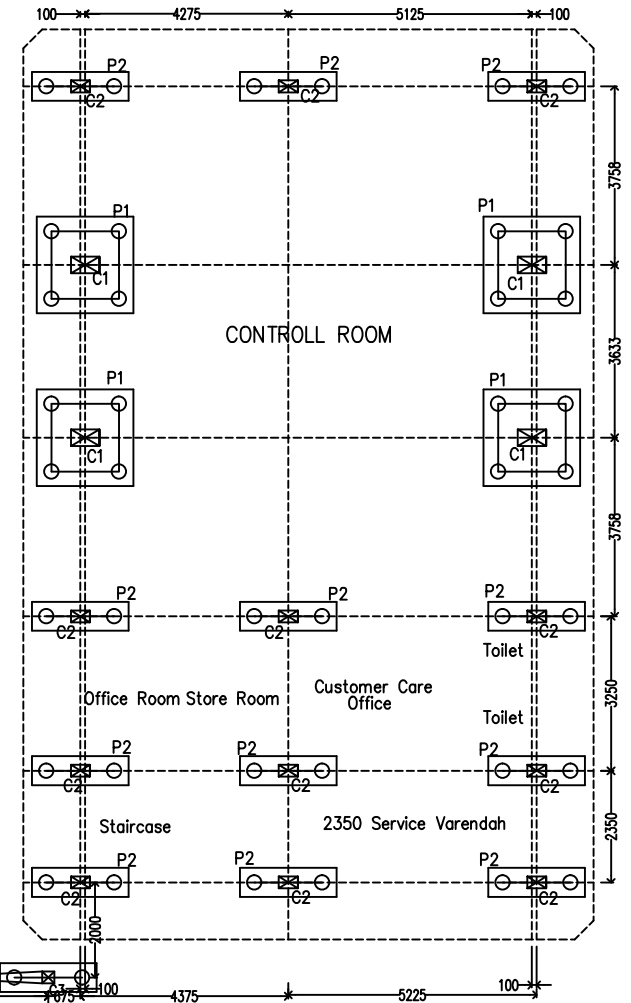 100 4275 5125 100
P2 P2 P2
C2 C2 C2
3758
P1 P1
C1 C1
CONTROLL ROOM
3633
P1 P1
C1 C1
3758
P2 P2 P2
C2 C2 C2
Toilet
Office Room Store Room
Customer Care
Office
3250
Toilet
P2 P2 P2
C2 C2 C2
Staircase
2350 Service Varendah
2350
P2 P2 P2
C2 C2 C2
2000
C3 100 100
675 4375 5225